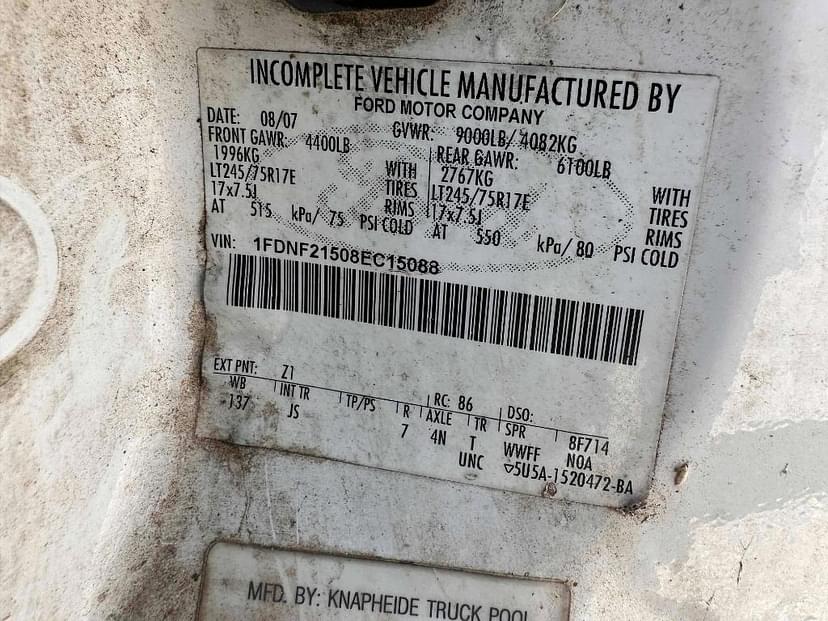 INCOMPLETE VEHICLE MANUFACTURED BY
FORD MOTOR COMPANY
DATE: 08/07 GVWR: 9000LB/ 4082KG
FRONT GAWR: 4400LB REAR GAWR: 6100LB
1996KG WITH 2767KG WITH
LT245/75R17E TIRES LT245/75R17E TIRES
17x7.5J RIMS 17x7.5J RIMS
AT 515 kPa/ 75 PSI COLD AT 550 kPa/ 80 PSI COLD
VIN: 1FDNF21508EC15088
EXT PNT: Z1 RC: 86 DSO:
WB INT TR TP/PS R AXLE TR SPR 8F714
137 JS 7 4N T WWFF N0A
UNC ▽5U5A-1520472-BA
MFD. BY: KNAPHEIDE TRUCK POOL